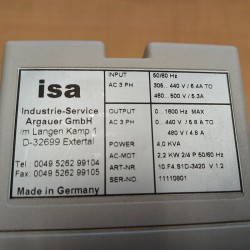 isa
Industrie-Service
Argauer GmbH
Im Langen Kamp 1
D-32699 Extertal
Tel. 0049 5262 99104
Fax. 0049 5262 99105
Made in Germany
INPUT 50/60 Hz
AC 3 PH 305.. 440 V / 6.4A TO
460.. 500 V / 5.3A
OUTPUT 0...1600 Hz MAX
AC 3 PH 0.. 440 V / 5.6 TO
480 V / 4.8 A
POWER 4.0 KVA
AC-MOT 2.2 KW 2/4 P 50/60 Hz
ART-NR 10.F4.S1D-3420 V 1.2
SER-NO. 11110801